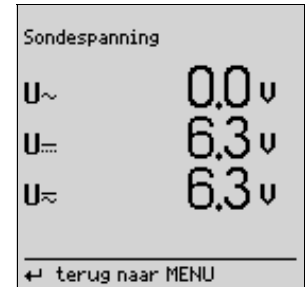 Sondespanning
U~ 0.0 V
U⎓ 6.3 V
U≂ 6.3 V
↵ terug naar MENU